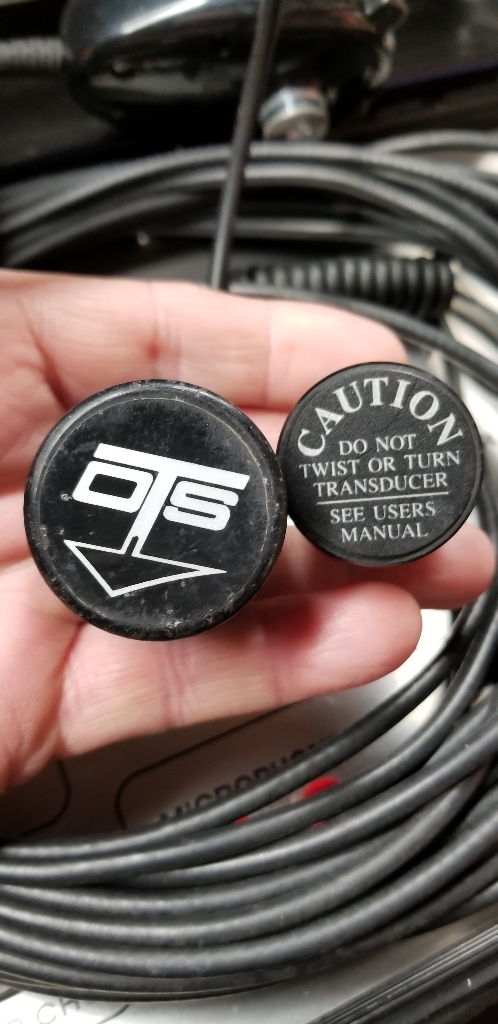 OTS
CAUTION
DO NOT
TWIST OR TURN
TRANSDUCER
SEE USERS
MANUAL